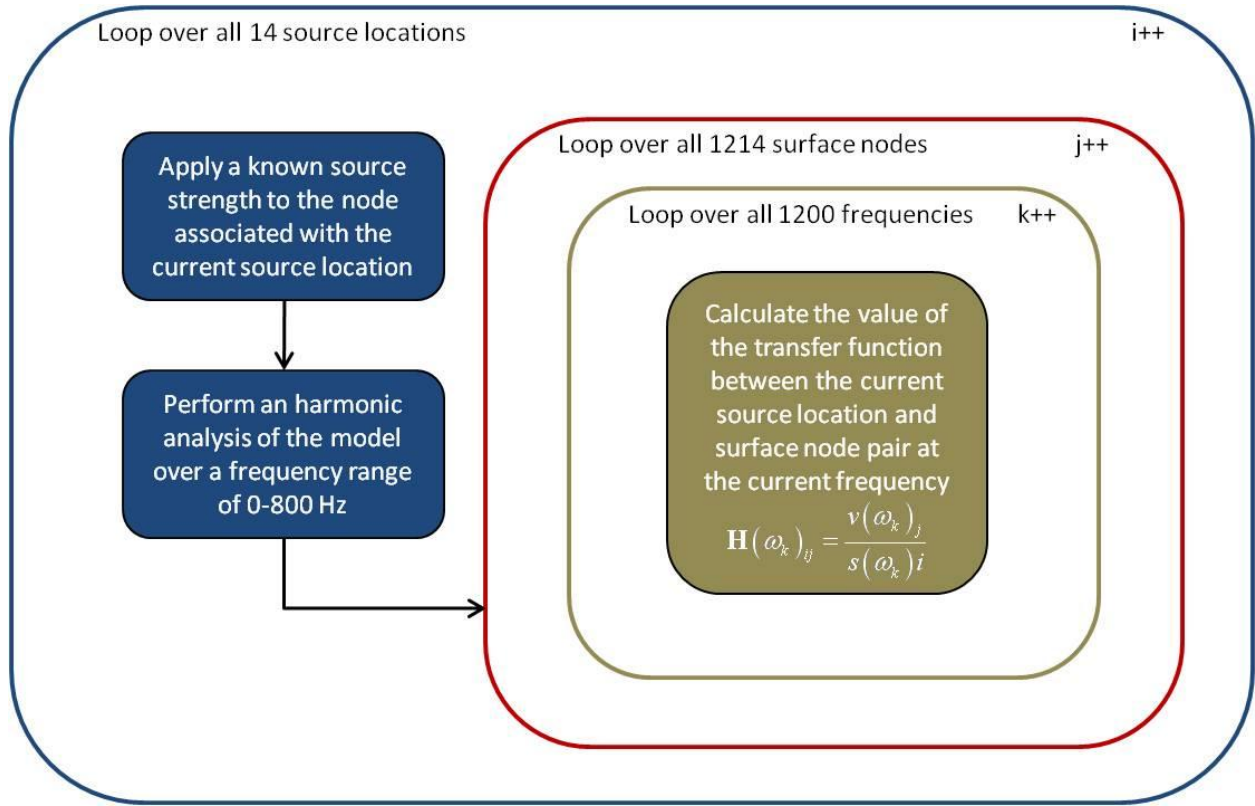 Loop over all 14 source locations i++
Apply a known source
strength to the node
associated with the
current source location
Perform an harmonic
analysis of the model
over a frequency range
of 0-800 Hz
Loop over all 1214 surface nodes j++
Loop over all 1200 frequencies k++
Calculate the value of
the transfer function
between the current
source location and
surface node pair at
the current frequency
H(ω_k)_ij = v(ω_k)_j / s(ω_k)i